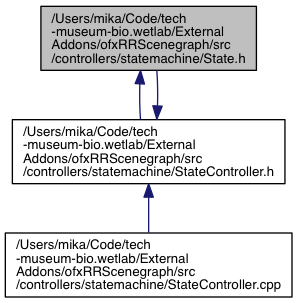 /Users/mika/Code/tech
-museum-bio.wetlab/External
Addons/ofxRRScenegraph/src
/controllers/statemachine/State.h
/Users/mika/Code/tech
-museum-bio.wetlab/External
Addons/ofxRRScenegraph/src
/controllers/statemachine/StateController.h
/Users/mika/Code/tech
-museum-bio.wetlab/External
Addons/ofxRRScenegraph/src
/controllers/statemachine/StateController.cpp